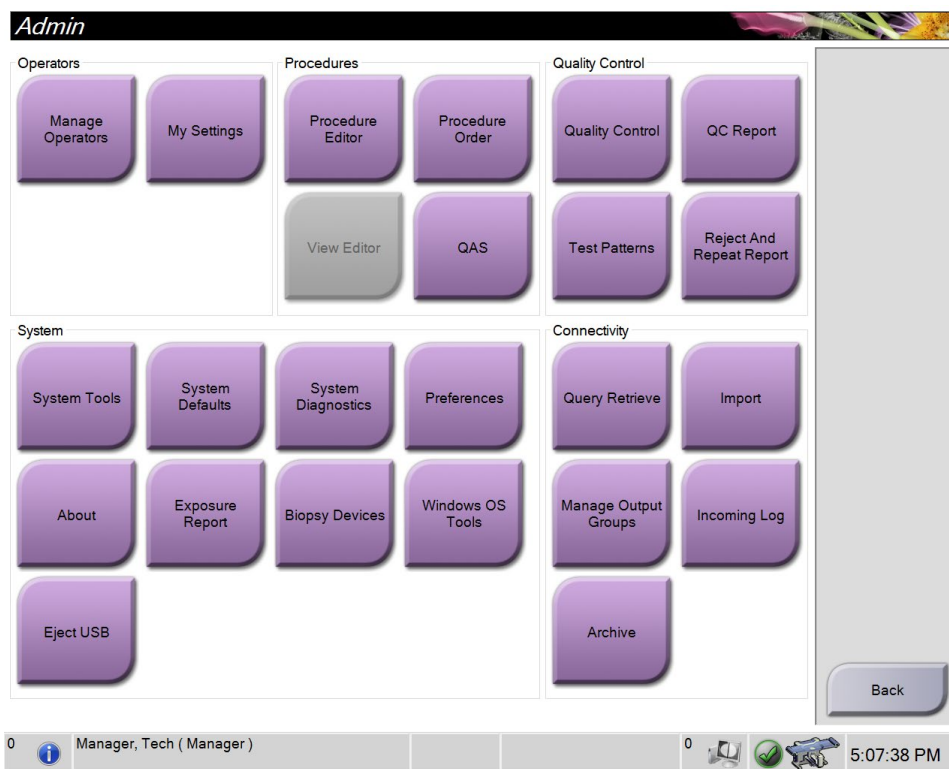 Admin
Operators
Manage
Operators
My Settings
Procedures
Procedure
Editor
Procedure
Order
View Editor
QAS
Quality Control
Quality Control
QC Report
Test Patterns
Reject And
Repeat Report
System
System Tools
System
Defaults
System
Diagnostics
Preferences
About
Exposure
Report
Biopsy Devices
Windows OS
Tools
Eject USB
Connectivity
Query Retrieve
Import
Manage Output
Groups
Incoming Log
Archive
Back
0
i
Manager, Tech ( Manager )
0
5:07:38 PM